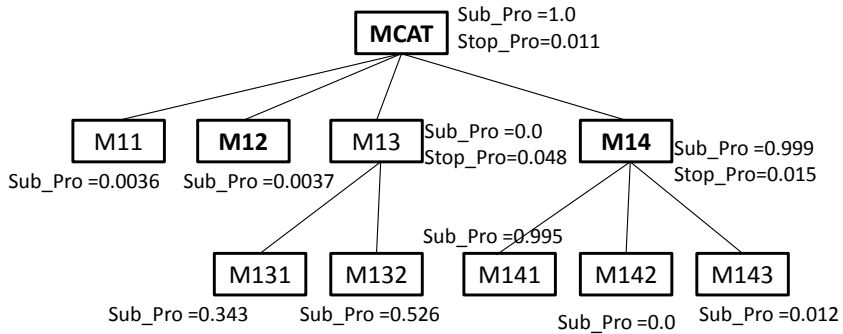 Sub_Pro =1.0
MCAT
Stop_Pro=0.011
M11
M12
M13
Sub_Pro =0.0
Stop_Pro=0.048
M14
Sub_Pro =0.999
Stop_Pro=0.015
Sub_Pro =0.0036
Sub_Pro =0.0037
Sub_Pro =0.995
M131
M132
M141
M142
M143
Sub_Pro =0.343
Sub_Pro =0.526
Sub_Pro =0.0
Sub_Pro =0.012